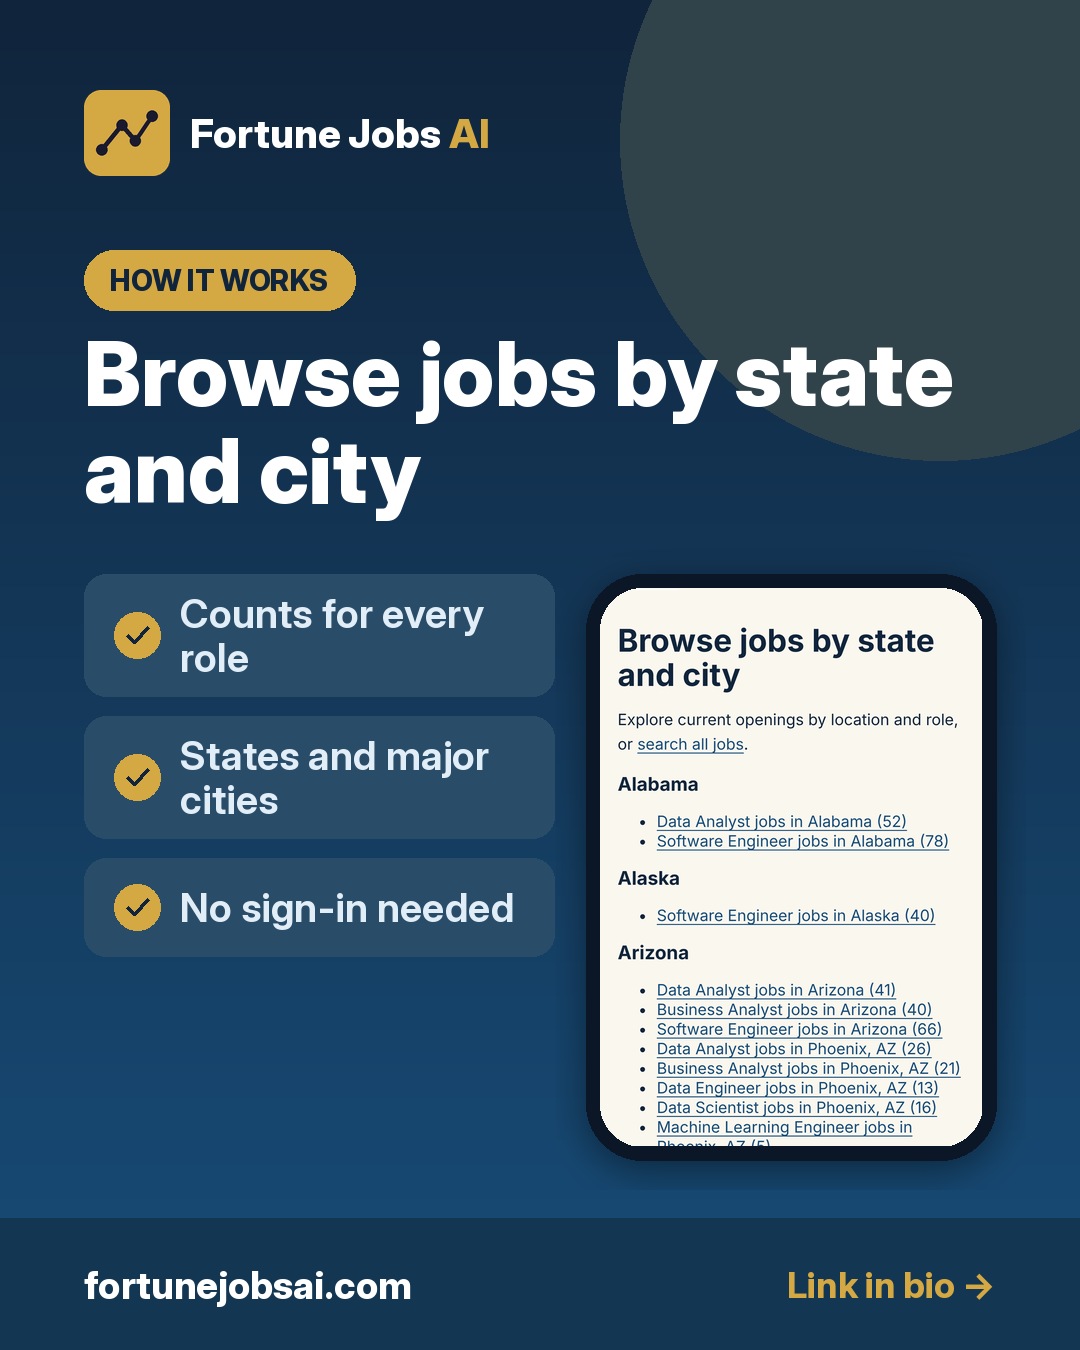 Fortune Jobs AI
HOW IT WORKS
Browse jobs by state
and city
Counts for every
role
States and major
cities
No sign-in needed
Browse jobs by state
and city
Explore current openings by location and role,
or search all jobs.
Alabama
• Data Analyst jobs in Alabama (52)
• Software Engineer jobs in Alabama (78)
Alaska
• Software Engineer jobs in Alaska (40)
Arizona
• Data Analyst jobs in Arizona (41)
• Business Analyst jobs in Arizona (40)
• Software Engineer jobs in Arizona (66)
• Data Analyst jobs in Phoenix, AZ (26)
• Business Analyst jobs in Phoenix, AZ (21)
• Data Engineer jobs in Phoenix, AZ (13)
• Data Scientist jobs in Phoenix, AZ (16)
• Machine Learning Engineer jobs in
Phoenix, AZ (5)
fortunejobsai.com
Link in bio →